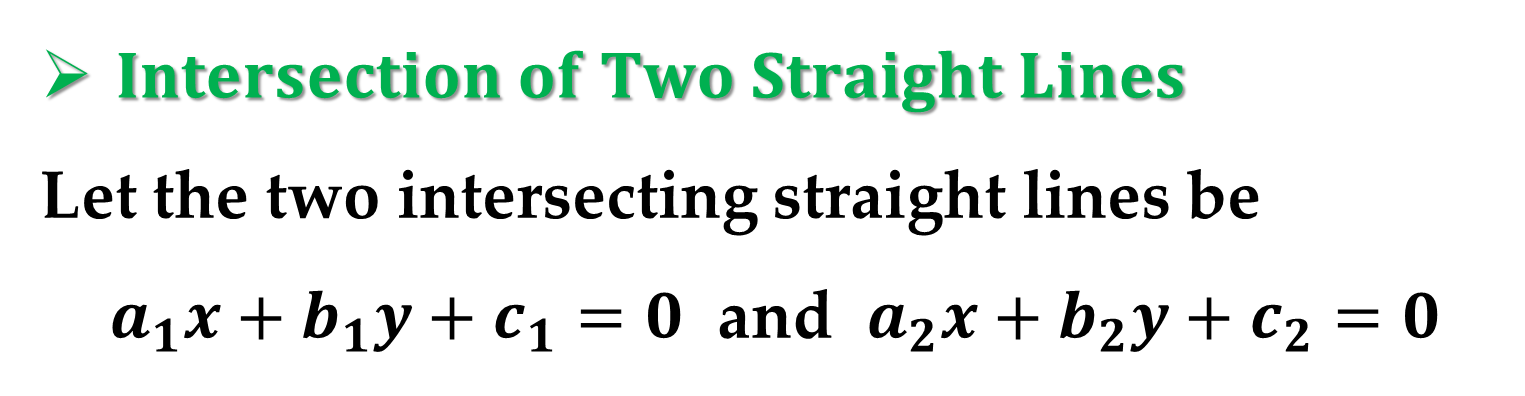 ➢ Intersection of Two Straight Lines
Let the two intersecting straight lines be
a₁x + b₁y + c₁ = 0 and a₂x + b₂y + c₂ = 0